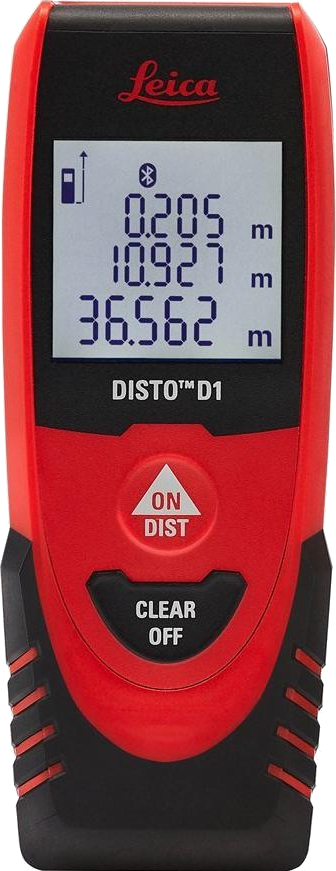 Leica
0.205 m
10.927 m
36.562 m
DISTO™ D1
ON
DIST
CLEAR
OFF